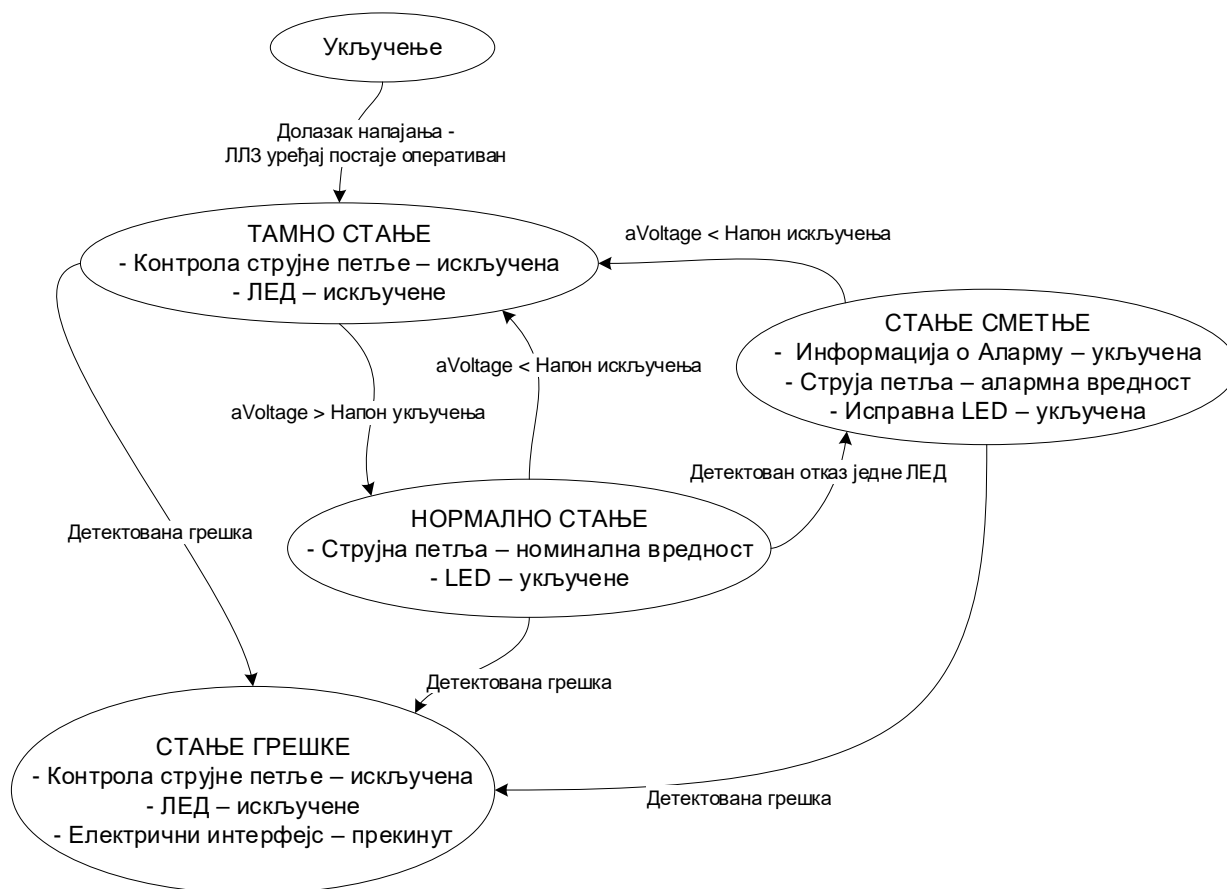 Укључење
Долазак напајања -
ЛЛЗ уређај постаје оперативан
ТАМНО СТАЊЕ
- Контрола струјне петље – искључена
- ЛЕД – искључене
aVoltage < Напон искључења
СТАЊЕ СМЕТЊЕ
- Информација о Аларму – укључена
- Струја петља – алармна вредност
- Исправна LED – укључена
aVoltage < Напон искључења
aVoltage > Напон укључења
Детектован отказ једне ЛЕД
НОРМАЛНО СТАЊЕ
- Струјна петља – номинална вредност
- LED – укључене
Детектована грешка
Детектована грешка
СТАЊЕ ГРЕШКЕ
- Контрола струјне петље – искључена
- ЛЕД – искључене
- Електрични интерфејс – прекинут
Детектована грешка